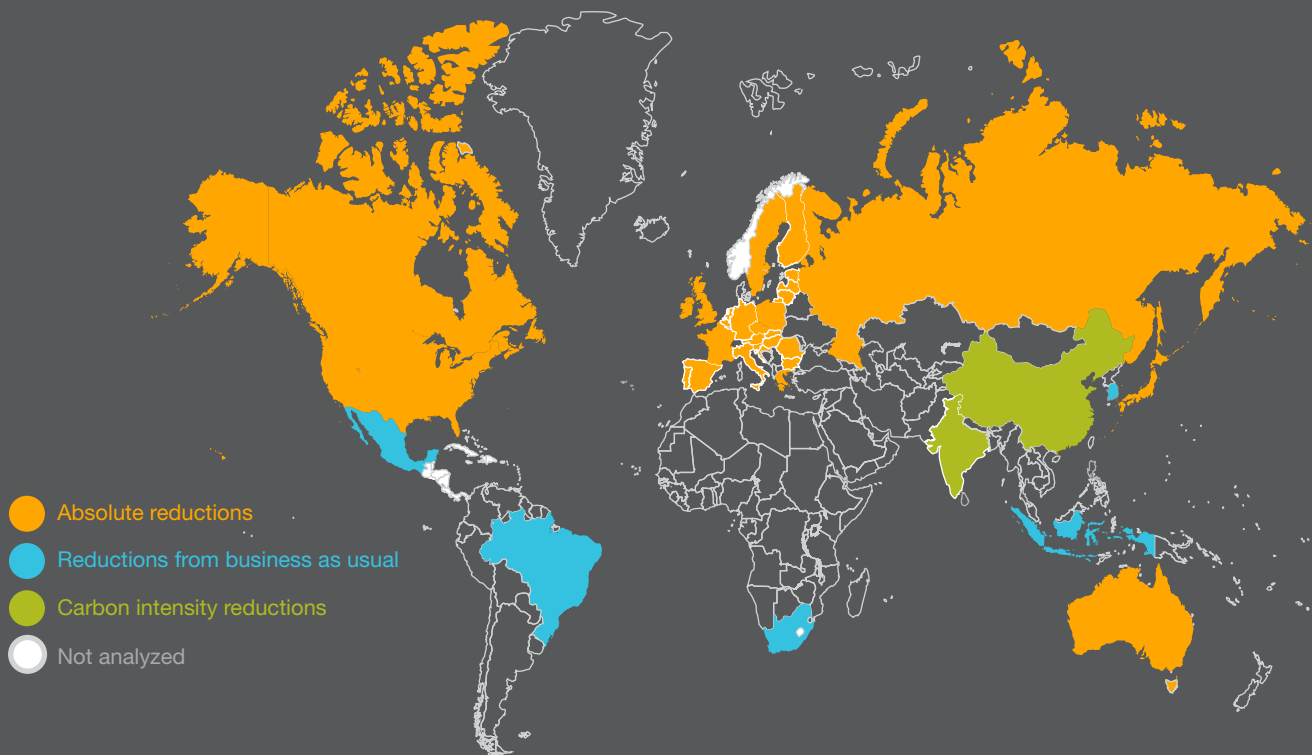 Absolute reductions
Reductions from business as usual
Carbon intensity reductions
Not analyzed